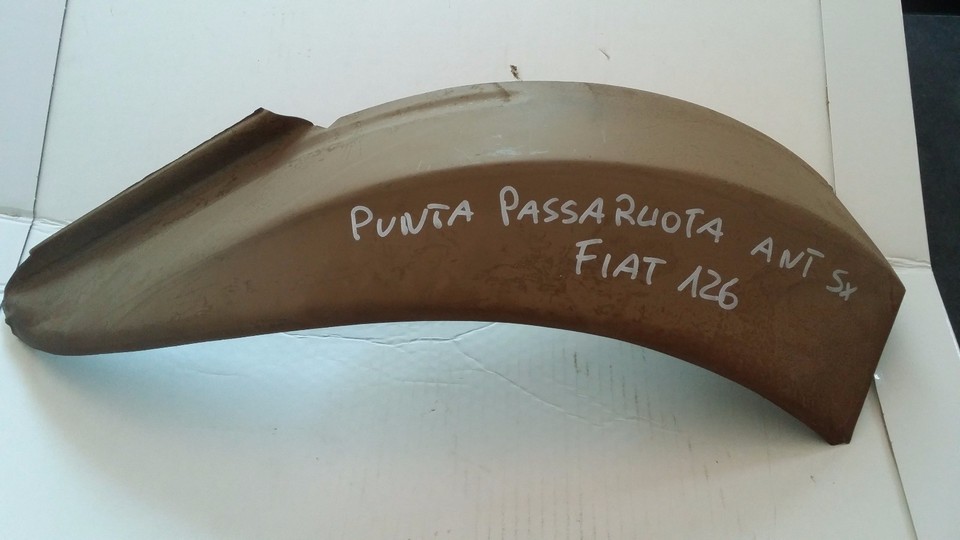 PUNTA PASSARUOTA ANT Sx
FIAT 126